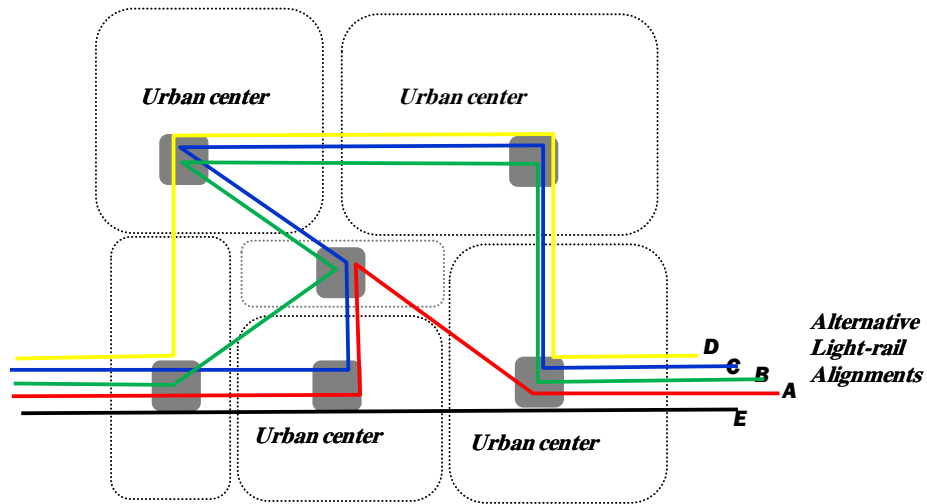 Urban center
Urban center
Alternative
Light-rail
Alignments
D
C
B
A
E
Urban center
Urban center